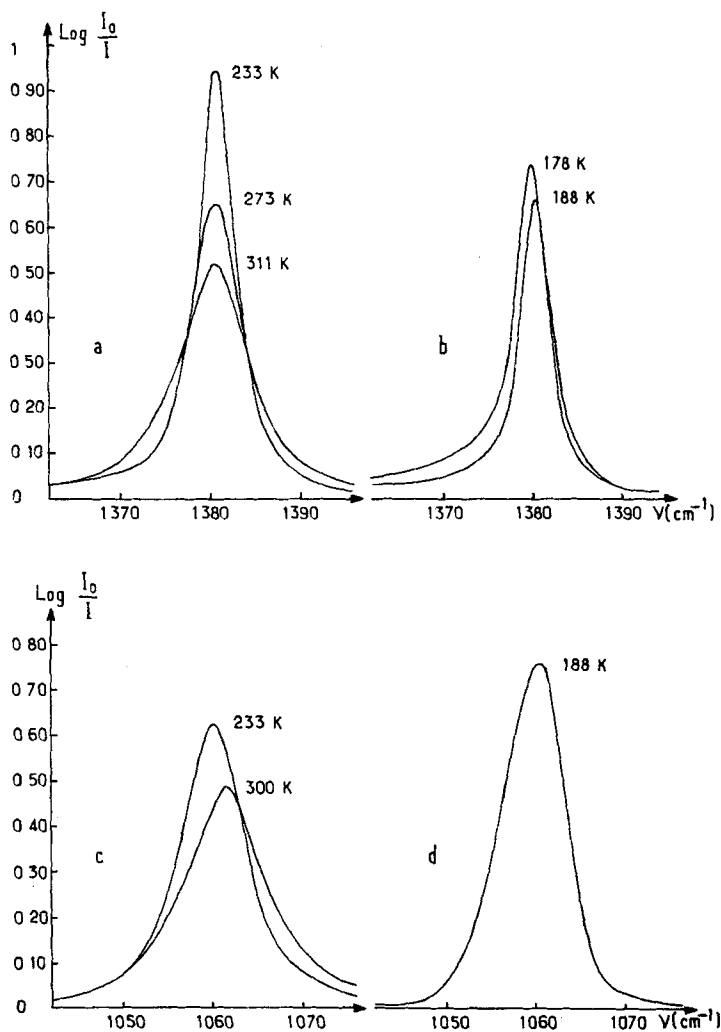 Log I₀/I
1
0 90
0 80
0 70
0 60
0 50
0 40
0 50
0 20
0 10
0
233 K
273 K
311 K
a
1370 1380 1390
178 K
188 K
b
1370 1380 1390 ν(cm⁻¹)
Log I₀/I
0 80
0 70
0 60
0 50
0 40
0 30
0 20
0 10
0
233 K
300 K
c
1050 1060 1070
188 K
d
1050 1060 1070 ν(cm⁻¹)